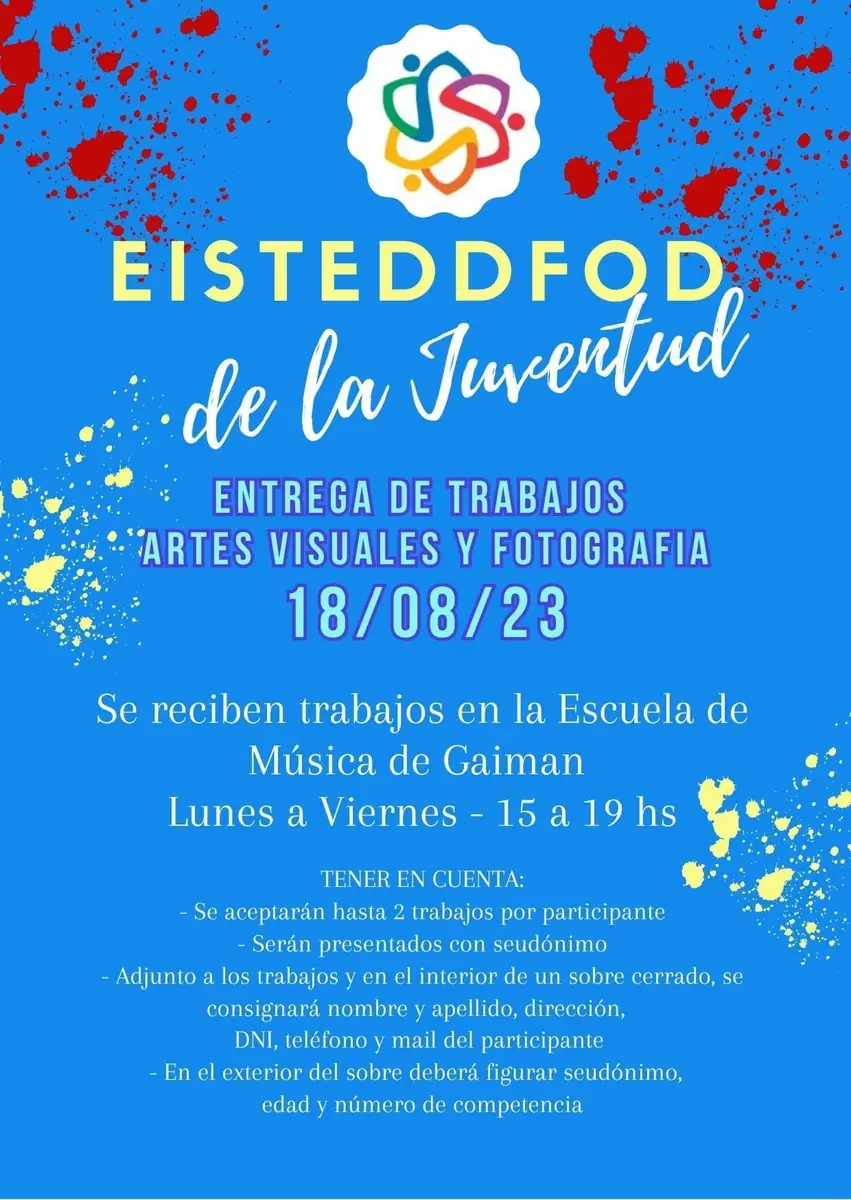 EISTEDDFOD
de la Juventud
ENTREGA DE TRABAJOS
ARTES VISUALES Y FOTOGRAFIA
18/08/23
Se reciben trabajos en la Escuela de
Música de Gaiman
Lunes a Viernes - 15 a 19 hs
TENER EN CUENTA:
- Se aceptarán hasta 2 trabajos por participante
- Serán presentados con seudónimo
- Adjunto a los trabajos y en el interior de un sobre cerrado, se
consignará nombre y apellido, dirección,
DNI, teléfono y mail del participante
- En el exterior del sobre deberá figurar seudónimo,
edad y número de competencia